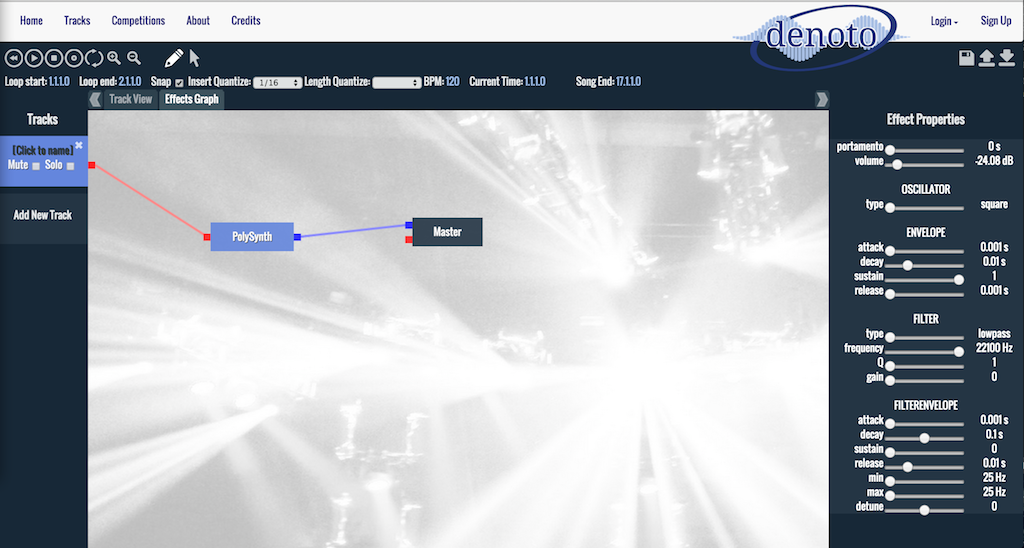 Home Tracks Competitions About Credits denoto Login Sign Up
Loop start: 1.1.1.0 Loop end: 2.1.1.0 Snap Insert Quantize: 1/16 Length Quantize: BPM: 120 Current Time: 1.1.1.0 Song End: 17.1.1.0
Track View Effects Graph
Tracks
[Click to name]
Mute Solo
Add New Track
PolySynth
Master
Effect Properties
portamento 0 s
volume -24.08 dB
OSCILLATOR
type square
ENVELOPE
attack 0.001 s
decay 0.01 s
sustain 1
release 0.001 s
FILTER
type lowpass
frequency 22100 Hz
Q 1
gain 0
FILTERENVELOPE
attack 0.001 s
decay 0.1 s
sustain 0
release 0.01 s
min 25 Hz
max 25 Hz
detune 0